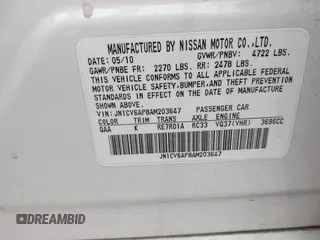 MANUFACTURED BY NISSAN MOTOR CO.,LTD.
DATE: 05/10 GVWR/PNBV: 4722 LBS.
GAWR/PNBE FR: 2270 LBS. RR: 2478 LBS.
THIS VEHICLE CONFORMS TO ALL APPLICABLE FEDERAL
MOTOR VEHICLE SAFETY,BUMPER,AND THEFT PREVENTION
STANDARDS IN EFFECT ON THE DATE OF MANUFACTURE
SHOWN ABOVE.
VIN: JN1CV6AP8AM203647 PASSENGER CAR
COLOR TRIM TRANS AXLE ENGINE
QAA K RE7R01A RC33 VQ37(VHR) 3696CC
JN1CV6AP8AM203647
DREAMBID
DREAMBID.COM